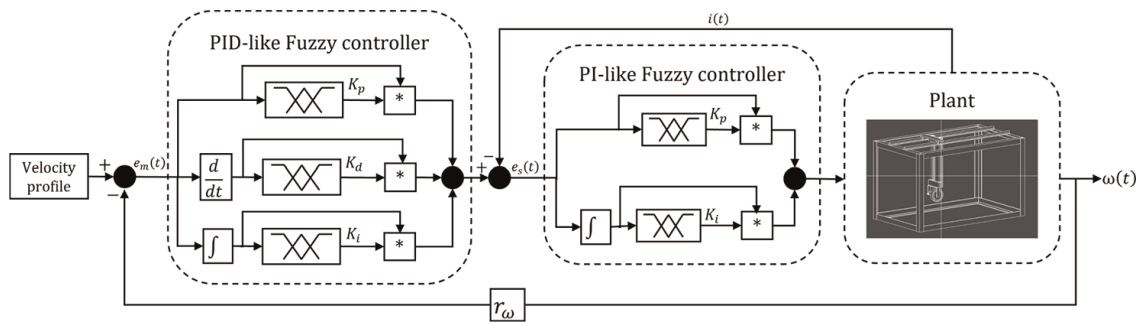 i(t)
PID-like Fuzzy controller
PI-like Fuzzy controller
Plant
K_p
*
K_p
*
Velocity
profile
+
−
e_m(t)
d
dt
K_d
*
+
−
e_s(t)
ω(t)
∫
K_i
*
∫
K_i
*
r_ω